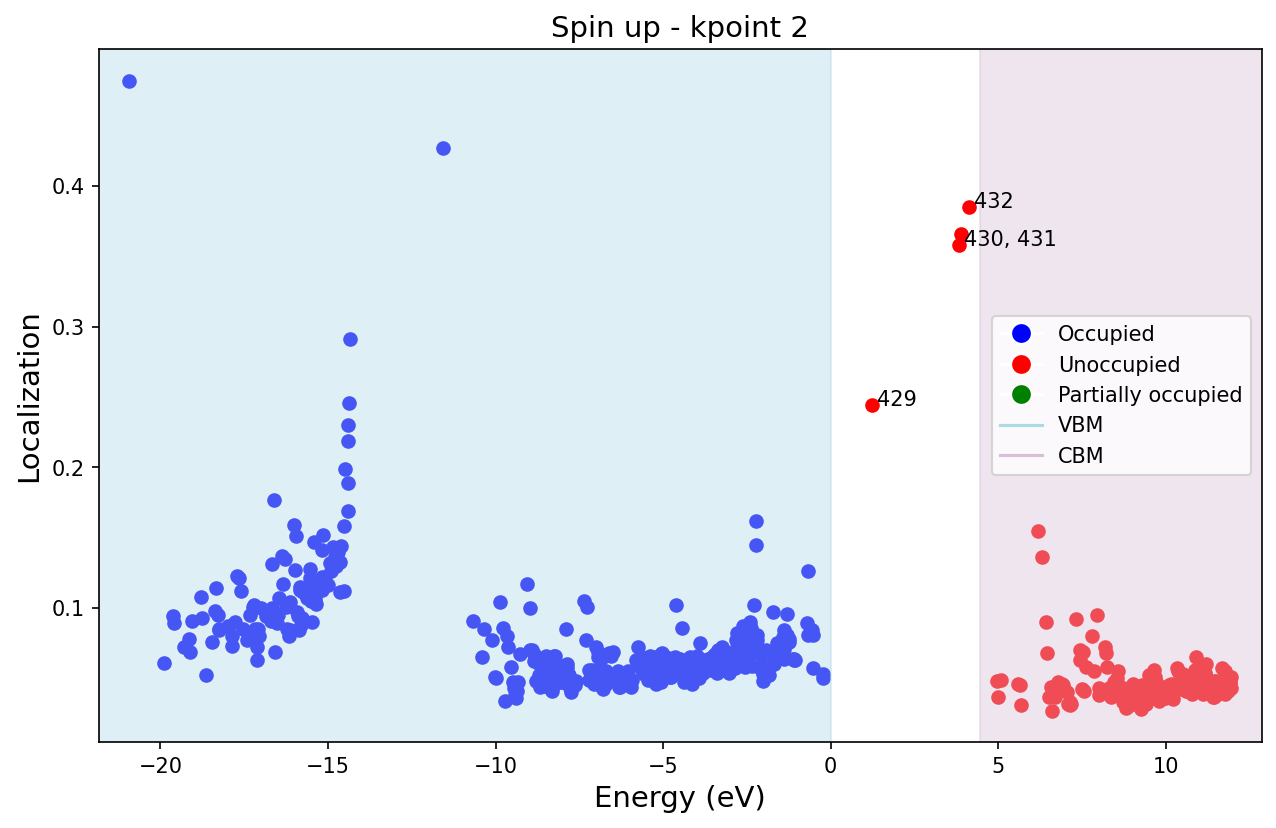 Spin up - kpoint 2
Localization
0.4
0.3
0.2
0.1
432
430, 431
429
Occupied
Unoccupied
Partially occupied
VBM
CBM
−20
−15
−10
−5
0
5
10
Energy (eV)